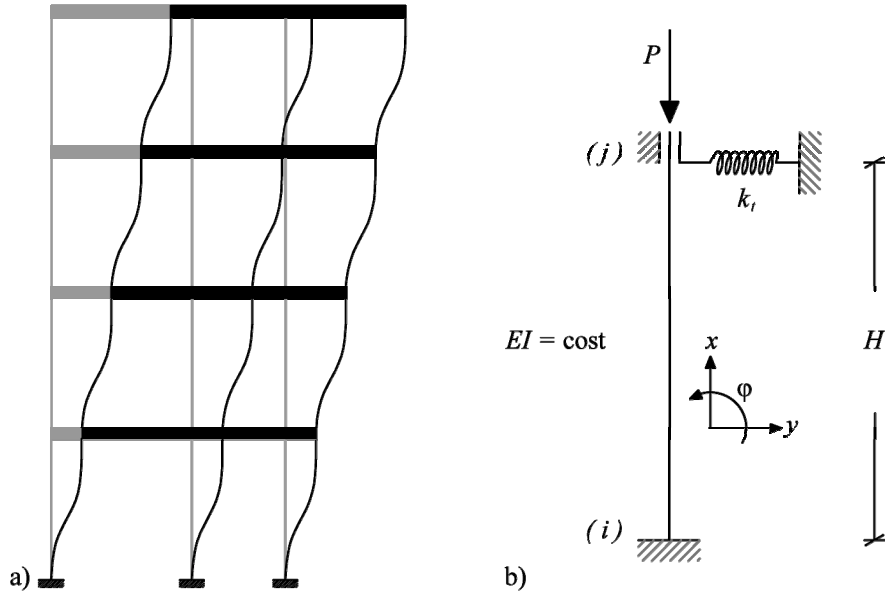 a)
P
(j)
k_t
EI = cost
H
x
φ
y
(i)
b)